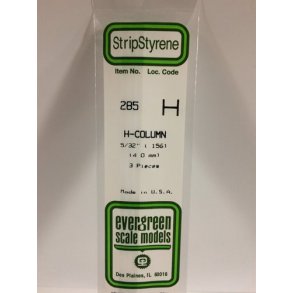 StripStyrene
Item No. Loc. Code
285 H
H-COLUMN
5/32" ( 156)
(4 0 mm)
3 Pieces
Made in U.S.A.
evergreen
scale models
Des Plaines, IL 60018